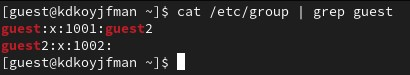 [guest@kdkoyjfman ~]$ cat /etc/group | grep guest
guest:x:1001:guest2
guest2:x:1002:
[guest@kdkoyjfman ~]$